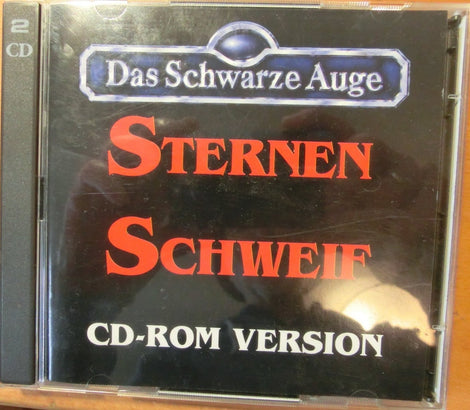 2
CD
Das Schwarze Auge
STERNEN
SCHWEIF
CD-ROM VERSION